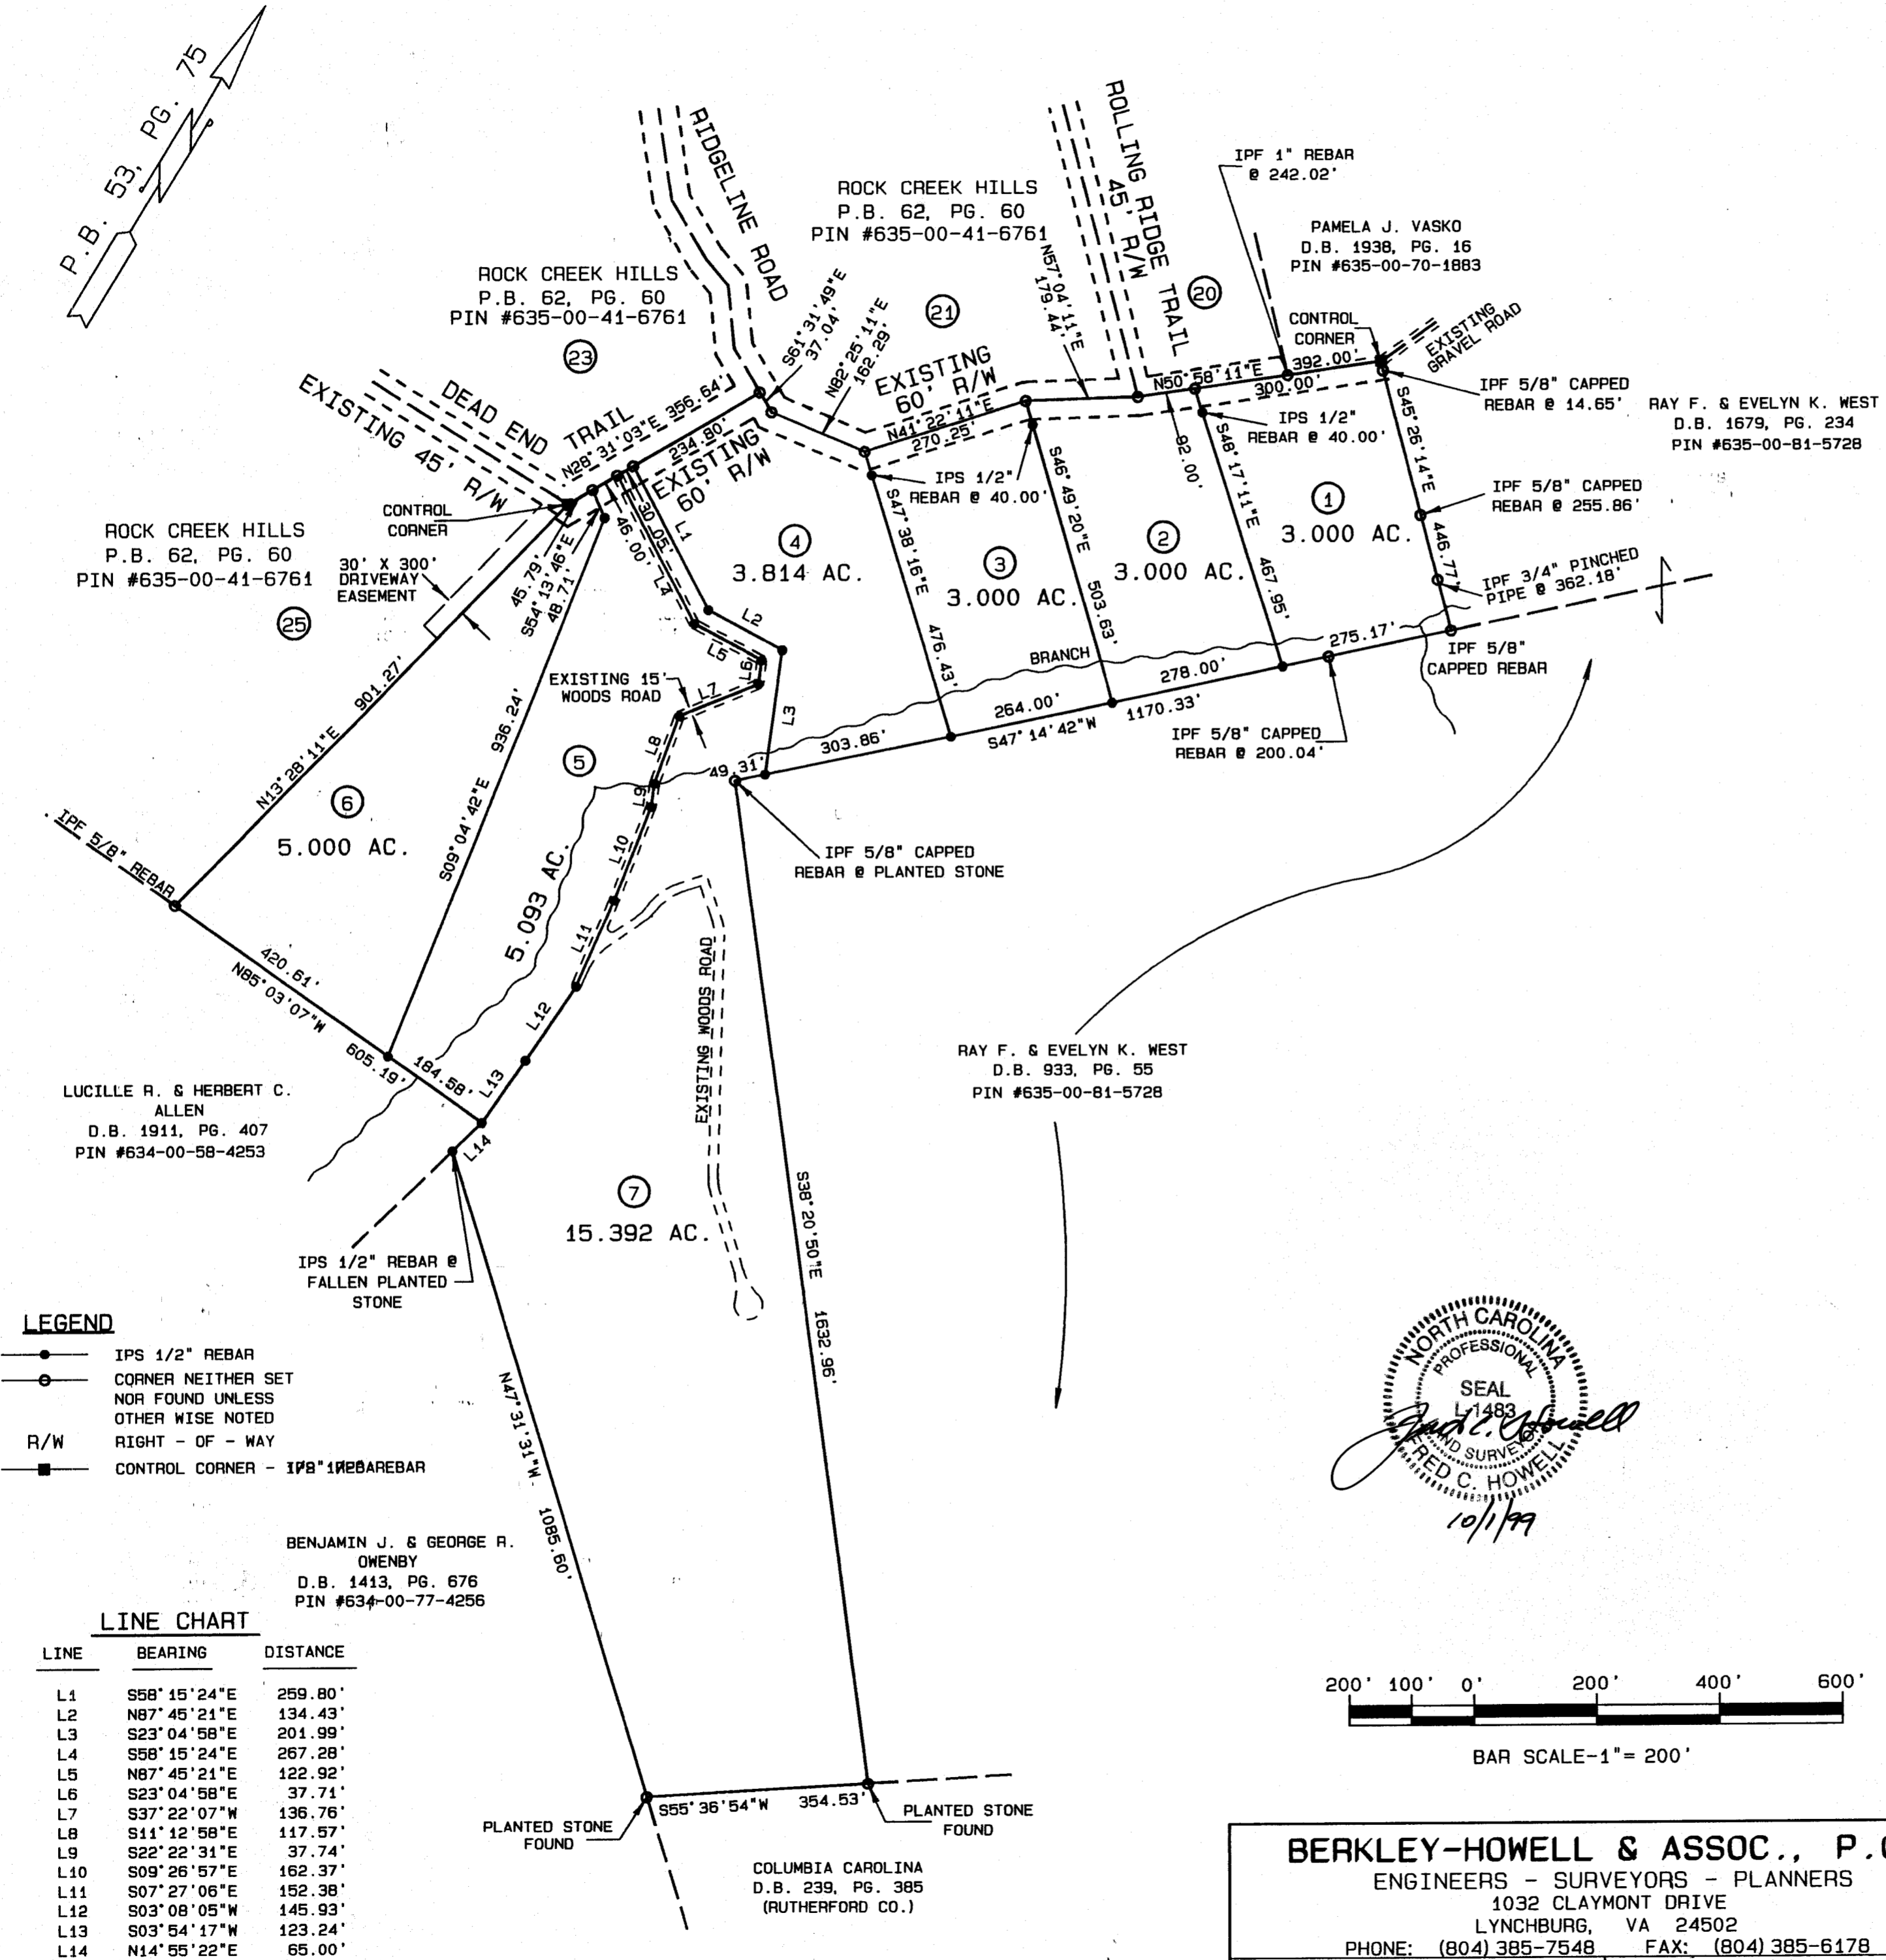 P.B. 53, PG. 75
N
RIDGELINE ROAD
ROLLING RIDGE TRAIL
45' R/W
ROCK CREEK HILLS
P.B. 62, PG. 60
PIN #635-00-41-6761
IPF 1" REBAR
@ 242.02'
PAMELA J. VASKO
D.B. 1938, PG. 16
PIN #635-00-70-1883
ROCK CREEK HILLS
P.B. 62, PG. 60
PIN #635-00-41-6761
23
21
20
S61°31'49"E
37.04'
N82°25'11"E
162.29'
N57°04'11"E
179.44'
EXISTING
60' R/W
N41°22'11"E
270.25'
N50°58'11"E
392.00'
300.00'
92.00'
CONTROL
CORNER
EXISTING
GRAVEL ROAD
IPF 5/8" CAPPED
REBAR @ 14.65'
RAY F. & EVELYN K. WEST
D.B. 1679, PG. 234
PIN #635-00-81-5728
DEAD END TRAIL
EXISTING 45' R/W
N28°31'03"E 356.64'
234.80'
EXISTING
60' R/W
CONTROL
CORNER
IPS 1/2"
REBAR @ 40.00'
IPS 1/2"
REBAR @ 40.00'
S45°26'14"E
446.77'
IPF 5/8" CAPPED
REBAR @ 255.86'
IPF 3/4" PINCHED
PIPE @ 362.18'
IPF 5/8"
CAPPED REBAR
ROCK CREEK HILLS
P.B. 62, PG. 60
PIN #635-00-41-6761
25
30' X 300'
DRIVEWAY
EASEMENT
45.79'
S54°13'46"E
48.71'
46.00'
30.05'
L1
L4
L2
L5
L6
L3
L7
L8
L9
L10
L11
L12
L13
L14
4
3.814 AC.
S47°38'16"E
476.43'
3
3.000 AC.
S46°49'20"E
503.63'
2
3.000 AC.
S48°17'11"E
467.95'
1
3.000 AC.
EXISTING 15'
WOODS ROAD
BRANCH
49.31'
303.86'
264.00'
278.00'
275.17'
S47°14'42"W
1170.33'
IPF 5/8" CAPPED
REBAR @ 200.04'
IPF 5/8" CAPPED
REBAR @ PLANTED STONE
N13°28'11"E
901.27'
S09°04'42"E
936.24'
6
5.000 AC.
5
5.093 AC.
IPF 5/8" REBAR
420.61'
N85°03'07"W
605.19'
184.58'
EXISTING WOODS ROAD
LUCILLE R. & HERBERT C.
ALLEN
D.B. 1911, PG. 407
PIN #634-00-58-4253
RAY F. & EVELYN K. WEST
D.B. 933, PG. 55
PIN #635-00-81-5728
7
15.392 AC.
S38°20'50"E
1632.96'
IPS 1/2" REBAR @
FALLEN PLANTED
STONE
N47°31'31"W
1085.60'
LEGEND
IPS 1/2" REBAR
CORNER NEITHER SET
NOR FOUND UNLESS
OTHER WISE NOTED
R/W RIGHT - OF - WAY
CONTROL CORNER -
NORTH CAROLINA
PROFESSIONAL
SEAL
L-1483
LAND SURVEYOR
FRED C. HOWELL
Fred C. Howell
10/1/99
BENJAMIN J. & GEORGE R.
OWENBY
D.B. 1413, PG. 676
PIN #634-00-77-4256
LINE CHART
LINE BEARING DISTANCE
L1 S58°15'24"E 259.80'
L2 N87°45'21"E 134.43'
L3 S23°04'58"E 201.99'
L4 S58°15'24"E 267.28'
L5 N87°45'21"E 122.92'
L6 S23°04'58"E 37.71'
L7 S37°22'07"W 136.76'
L8 S11°12'58"E 117.57'
L9 S22°22'31"E 37.74'
L10 S09°26'57"E 162.37'
L11 S07°27'06"E 152.38'
L12 S03°08'05"W 145.93'
L13 S03°54'17"W 123.24'
L14 N14°55'22"E 65.00'
S55°36'54"W 354.53'
PLANTED STONE
FOUND
PLANTED STONE
FOUND
COLUMBIA CAROLINA
D.B. 239, PG. 385
(RUTHERFORD CO.)
200' 100' 0' 200' 400' 600'
BAR SCALE-1"= 200'
BERKLEY-HOWELL & ASSOC., P.C
ENGINEERS - SURVEYORS - PLANNERS
1032 CLAYMONT DRIVE
LYNCHBURG, VA 24502
PHONE: (804) 385-7548 FAX: (804) 385-6178